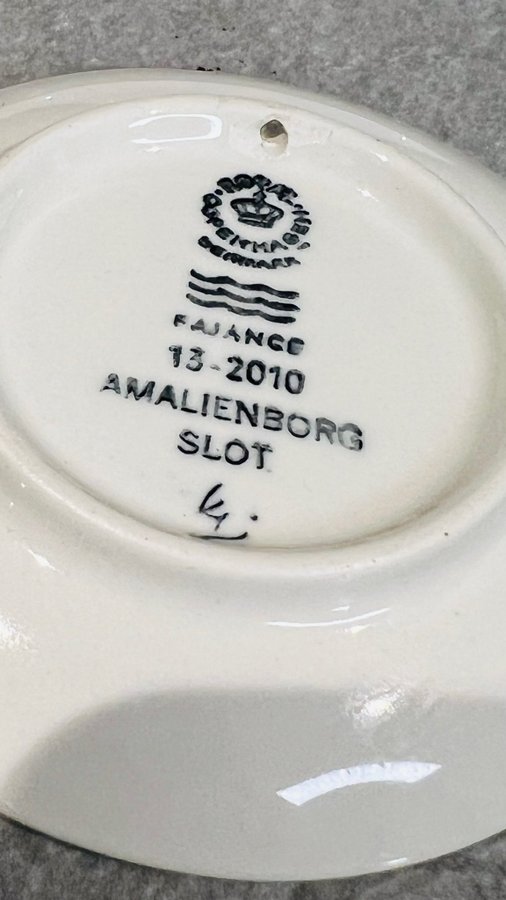 ROYAL
COPENHAGEN
DENMARK
FAJANCE
13-2010
AMALIENBORG
SLOT